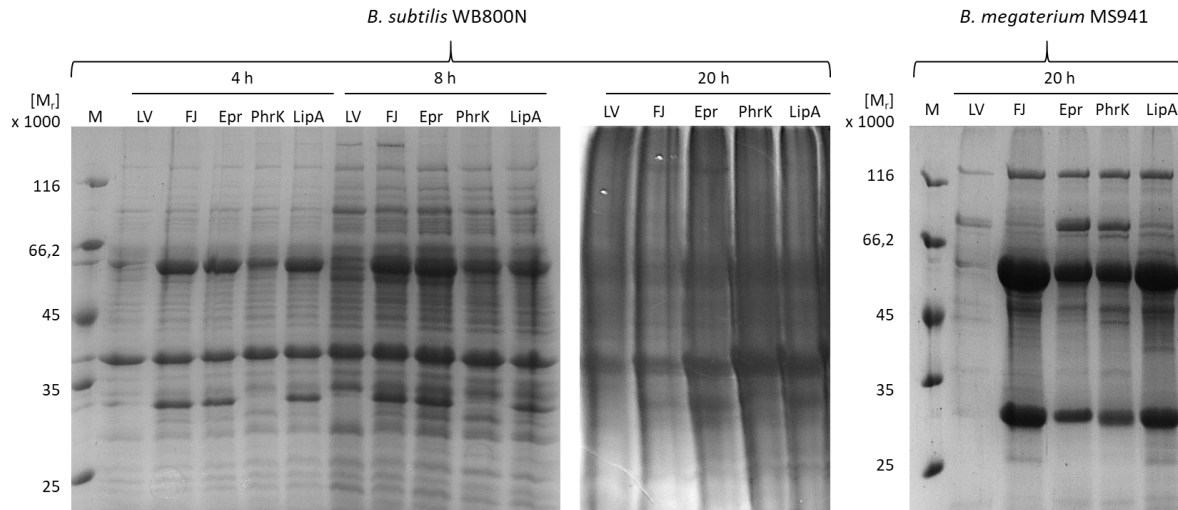 B. subtilis WB800N
B. megaterium MS941
4 h
8 h
20 h
20 h
[Mr]
x 1000
M
LV FJ Epr PhrK LipA
LV FJ Epr PhrK LipA
LV FJ Epr PhrK LipA
[Mr]
x 1000
M LV FJ Epr PhrK LipA
116
66,2
45
35
25
116
66,2
45
35
25